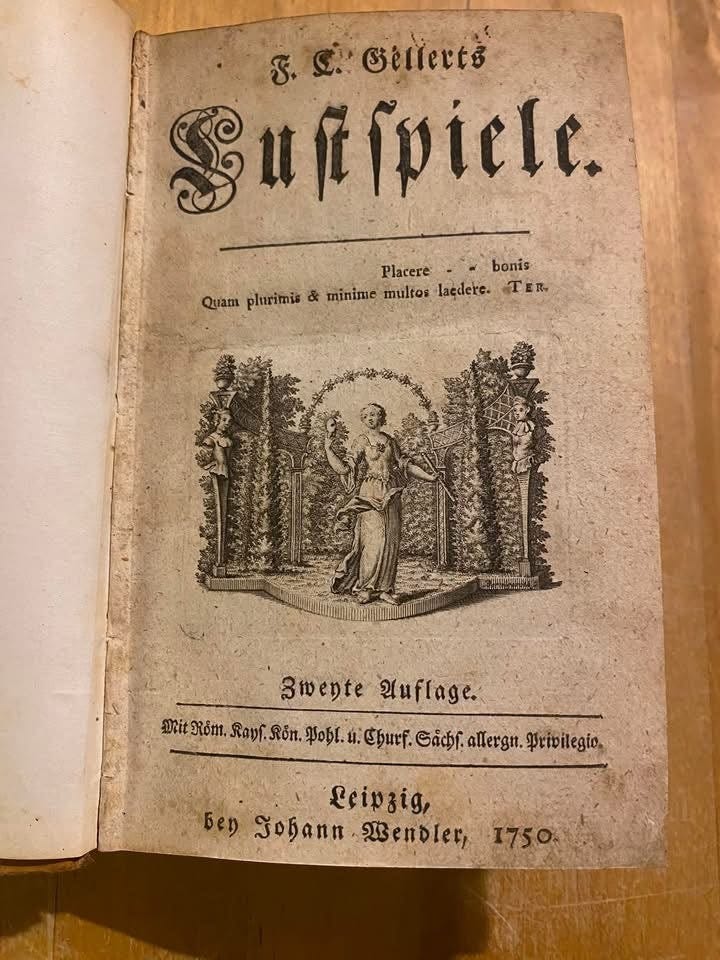 F. C. Gellerts
Lustspiele.
Placere - - bonis
Quam plurimis & minime multos laedere. TER.
Zweyte Auflage.
Mit Röm. Kays. Kön. Pohl. u. Churf. Sächs. allergn. Privilegio.
Leipzig,
bey Johann Wendler, 1750.